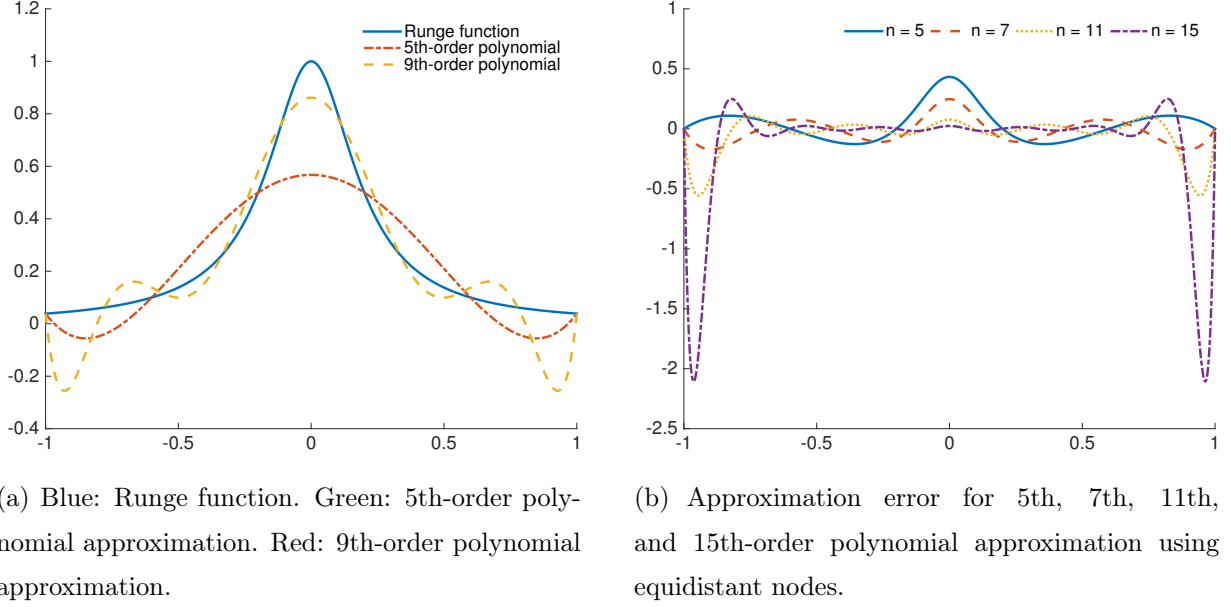 1.2
1
0.8
0.6
0.4
0.2
0
-0.2
-0.4
-1
-0.5
0
0.5
1
Runge function
5th-order polynomial
9th-order polynomial
1
0.5
0
-0.5
-1
-1.5
-2
-2.5
-1
-0.5
0
0.5
1
n = 5 n = 7 n = 11 n = 15
(a) Blue: Runge function. Green: 5th-order poly-
nomial approximation. Red: 9th-order polynomial
approximation.
(b) Approximation error for 5th, 7th, 11th,
and 15th-order polynomial approximation using
equidistant nodes.